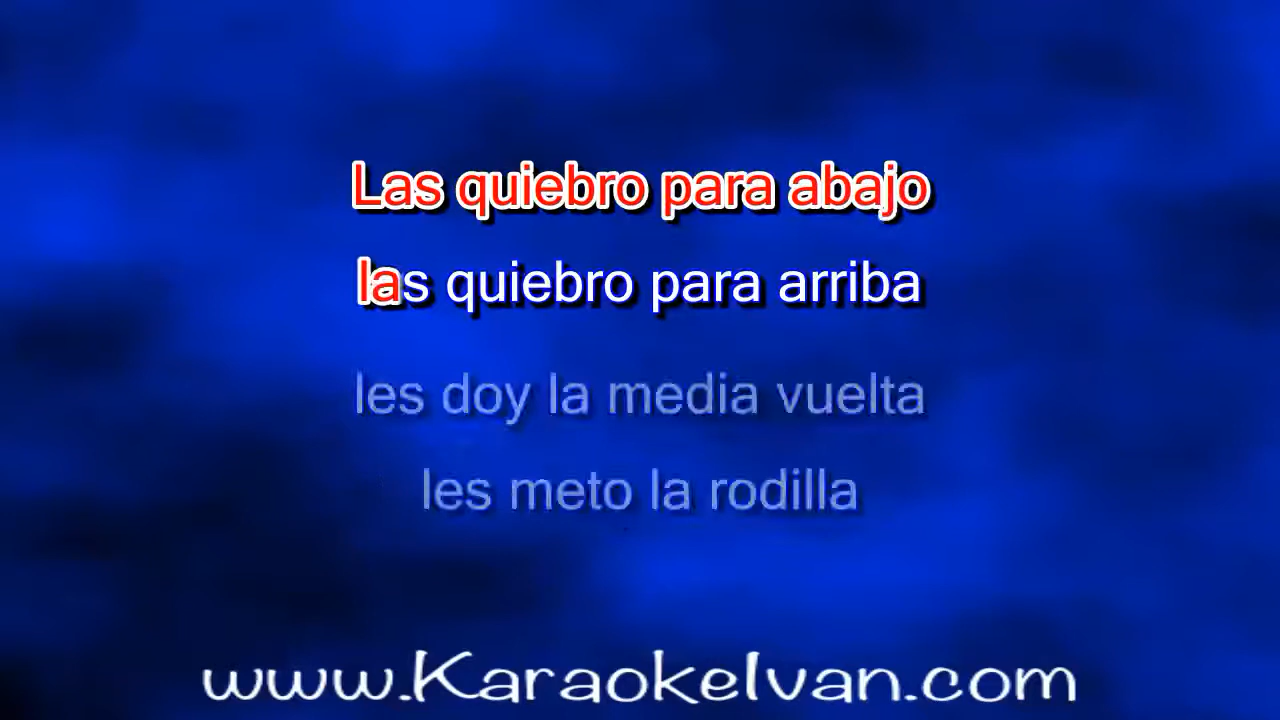 Las quiebro para abajo
las quiebro para arriba
les doy la media vuelta
les meto la rodilla
www.KaraokeIvan.com